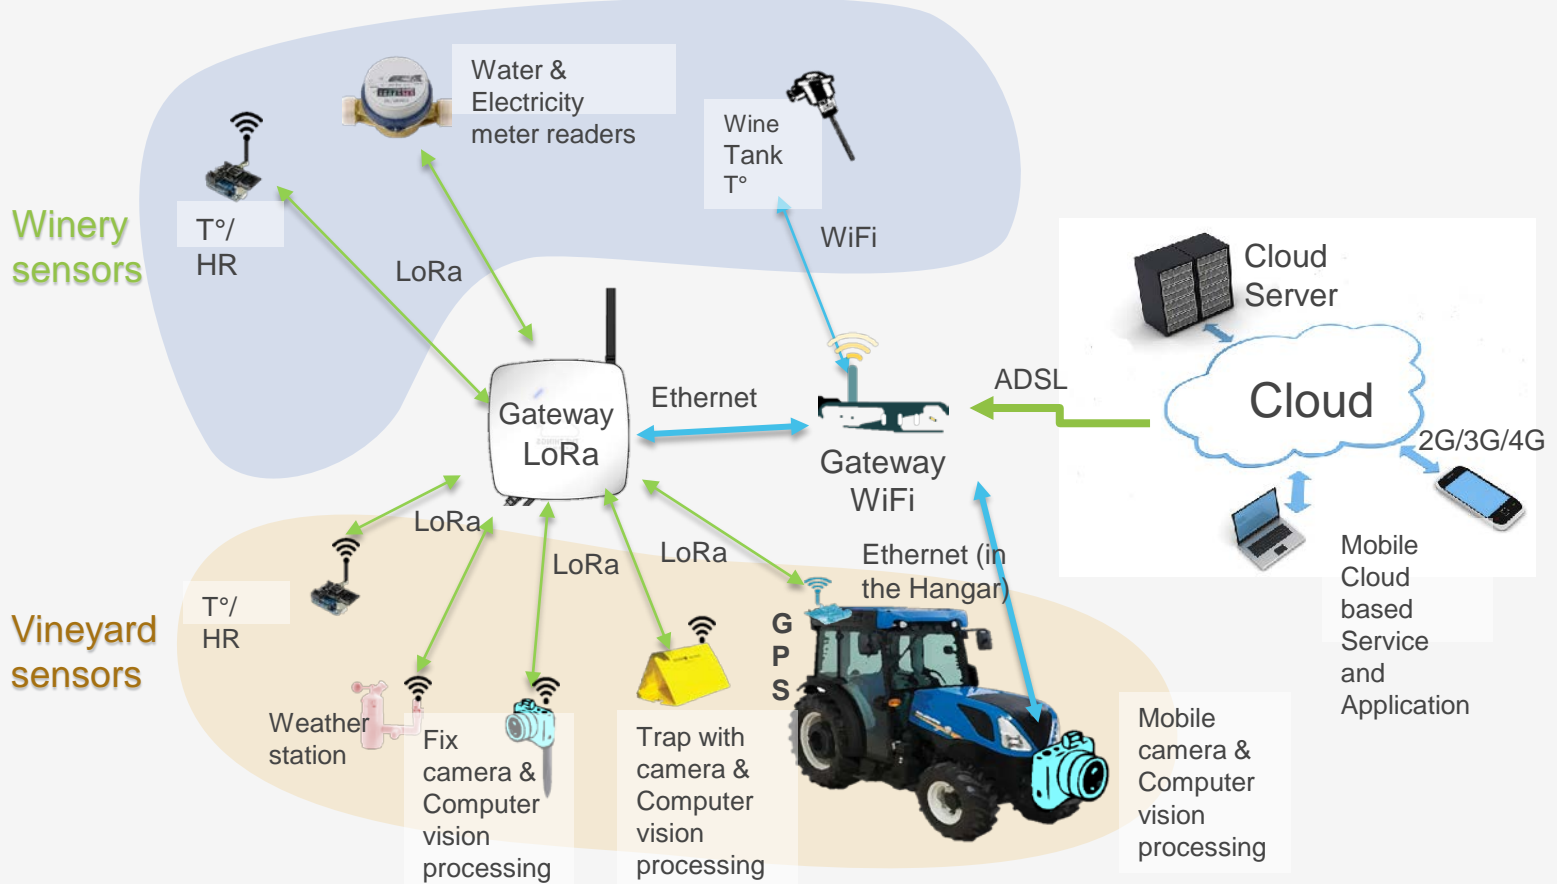 Water &
Electricity
meter readers
Wine
Tank
T°
T°/
HR
Winery
sensors
LoRa
WiFi
Cloud
Server
ADSL
Cloud
2G/3G/4G
Ethernet
Gateway
LoRa
Gateway
WiFi
LoRa
LoRa
LoRa
Ethernet (in
the Hangar)
Mobile
Cloud
based
Service
and
Application
T°/
HR
Vineyard
sensors
G
P
S
Weather
station
Fix
camera &
Computer
vision
processing
Trap with
camera &
Computer
vision
processing
Mobile
camera &
Computer
vision
processing